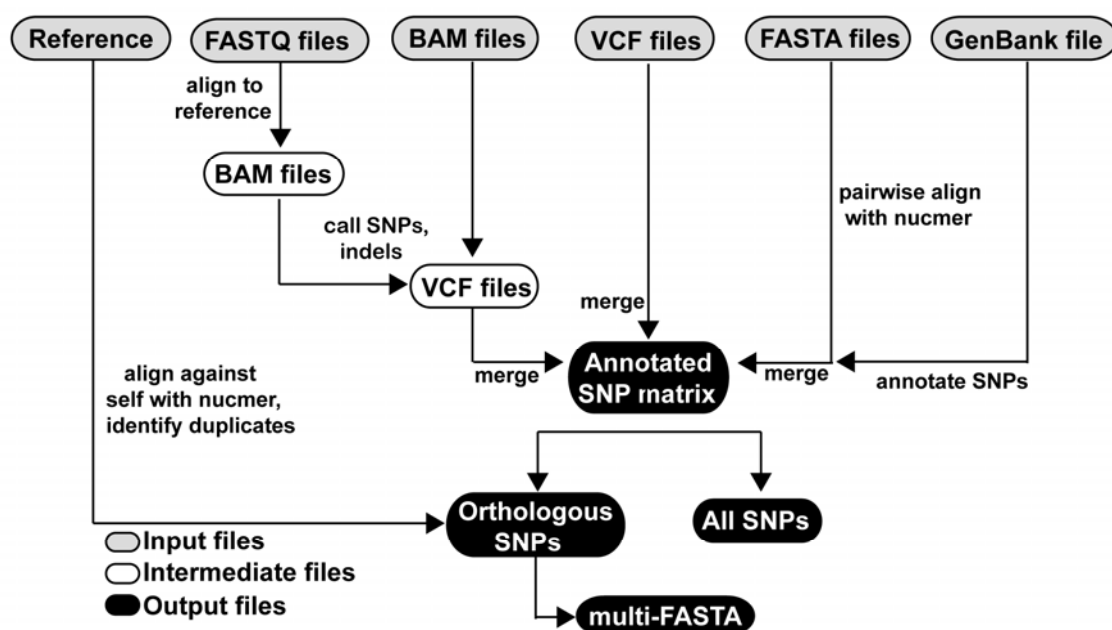 Reference
FASTQ files
BAM files
VCF files
FASTA files
GenBank file
align to
reference
BAM files
pairwise align
with nucmer
call SNPs,
indels
VCF files
merge
align against
self with nucmer,
identify duplicates
merge
Annotated
SNP matrix
merge
annotate SNPs
Orthologous
SNPs
All SNPs
Input files
Intermediate files
Output files
multi-FASTA